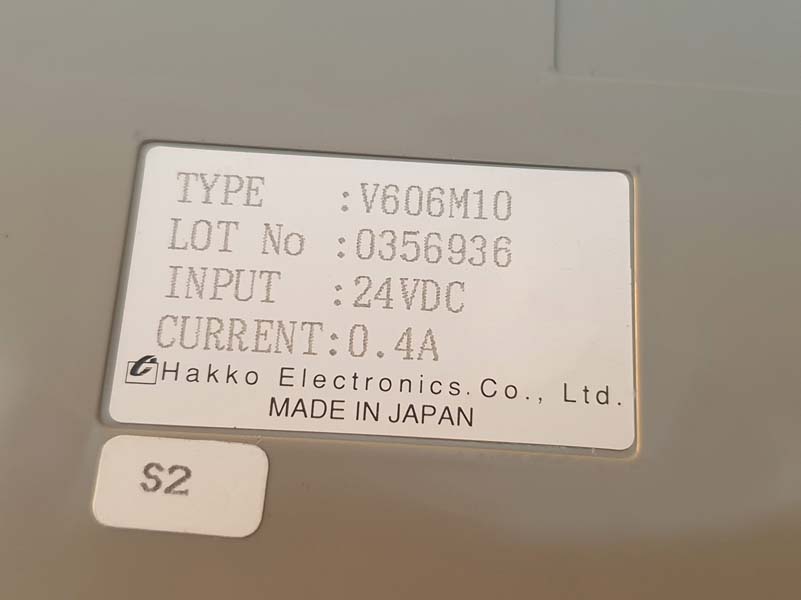 TYPE :V606M10
LOT No :0356936
INPUT :24VDC
CURRENT:0.4A
Hakko Electronics.Co., Ltd.
MADE IN JAPAN
S2